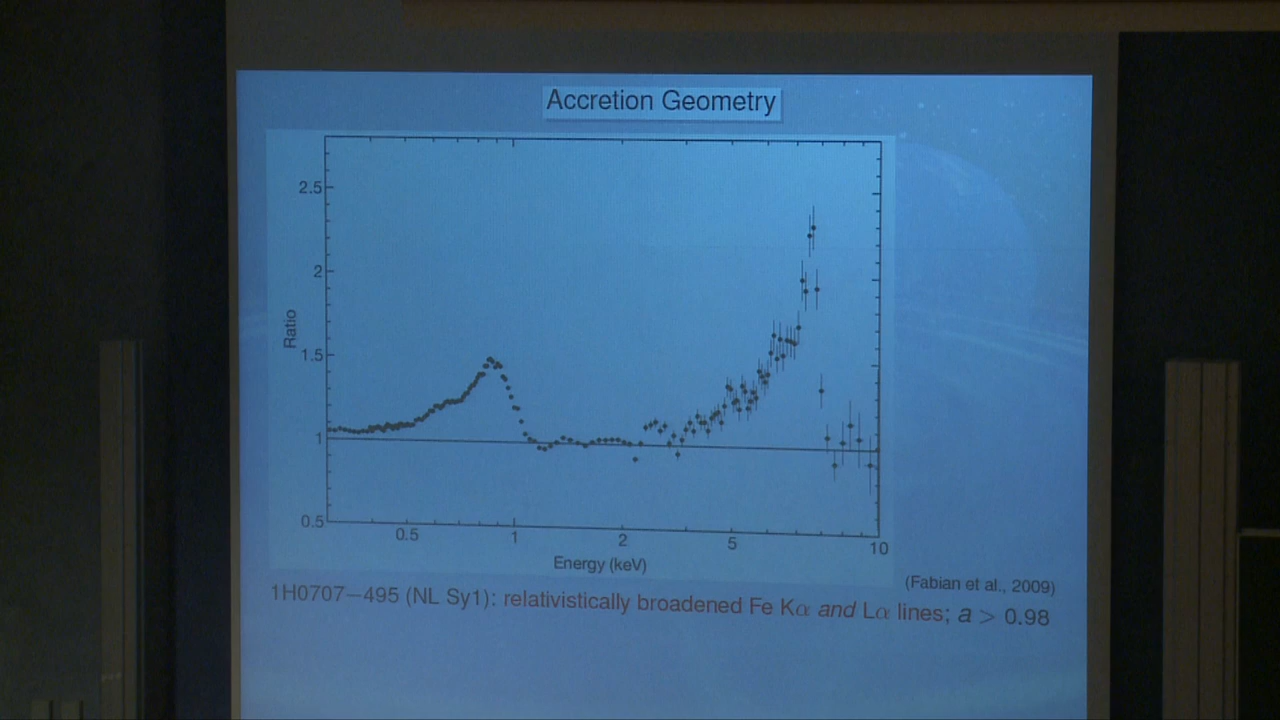 Accretion Geometry
2.5
2
1.5
1
0.5
Ratio
0.5 1 2 5 10
Energy (keV)
(Fabian et al., 2009)
1H0707−495 (NL Sy1): relativistically broadened Fe Kα and Lα lines; a > 0.98